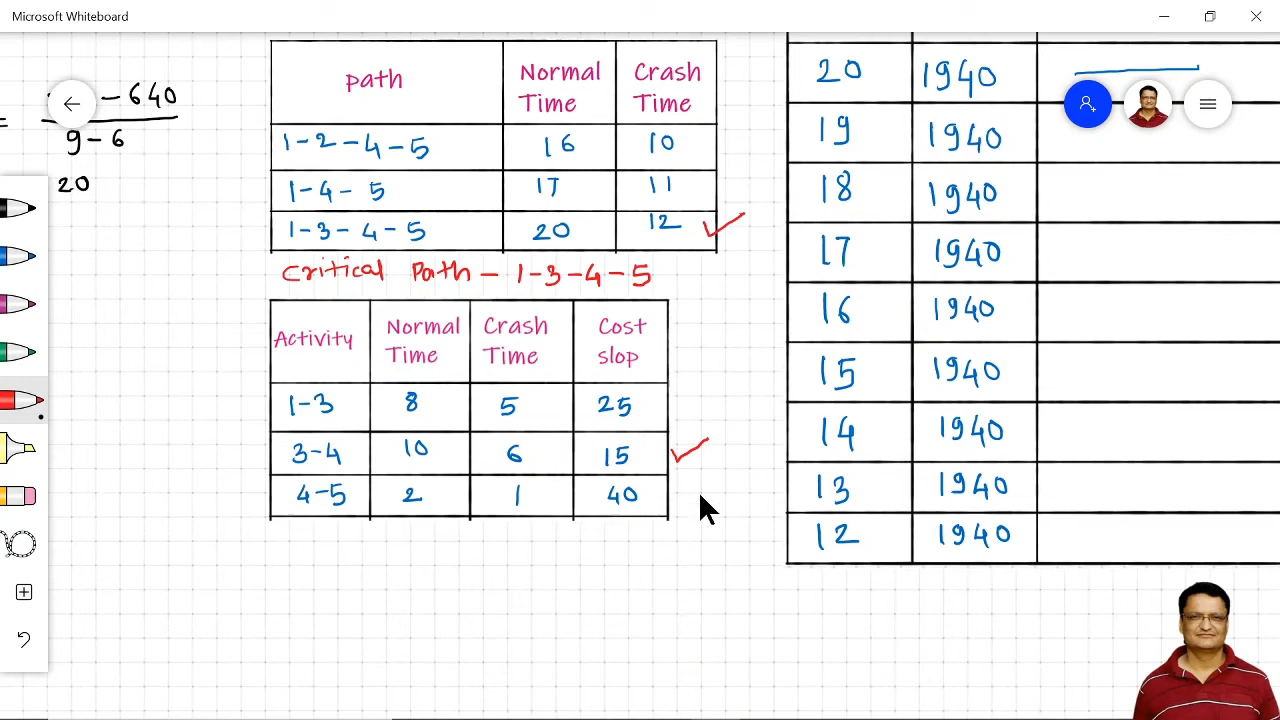 Microsoft Whiteboard
- 640
=
9 - 6
20
path Normal Time Crash Time
1-2-4-5 16 10
1-4-5 17 11
1-3-4-5 20 12
Critical Path - 1-3-4-5
Activity Normal Time Crash Time Cost slop
1-3 8 5 25
3-4 10 6 15
4-5 2 1 40
20 1940
19 1940
18 1940
17 1940
16 1940
15 1940
14 1940
13 1940
12 1940